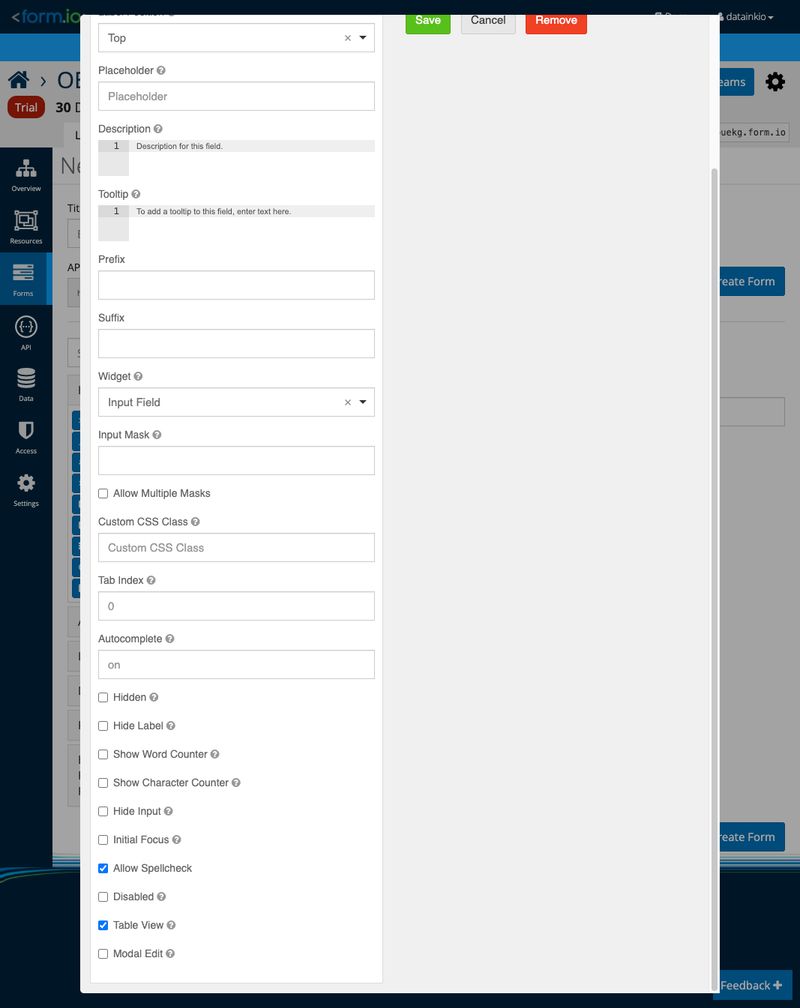 <form.io
datainkio
Top
Save
Cancel
Remove
Placeholder
Placeholder
Trial
30
eams
uekg.form.io
Description
1 Description for this field.
Ne
Overview
Tooltip
1 To add a tooltip to this field, enter text here.
Resources
Prefix
Forms
reate Form
Suffix
API
Widget
Input Field
Data
Input Mask
Access
Allow Multiple Masks
Settings
Custom CSS Class
Custom CSS Class
Tab Index
0
Autocomplete
on
Hidden
Hide Label
Show Word Counter
Show Character Counter
Hide Input
Initial Focus
reate Form
Allow Spellcheck
Disabled
Table View
Modal Edit
Feedback +